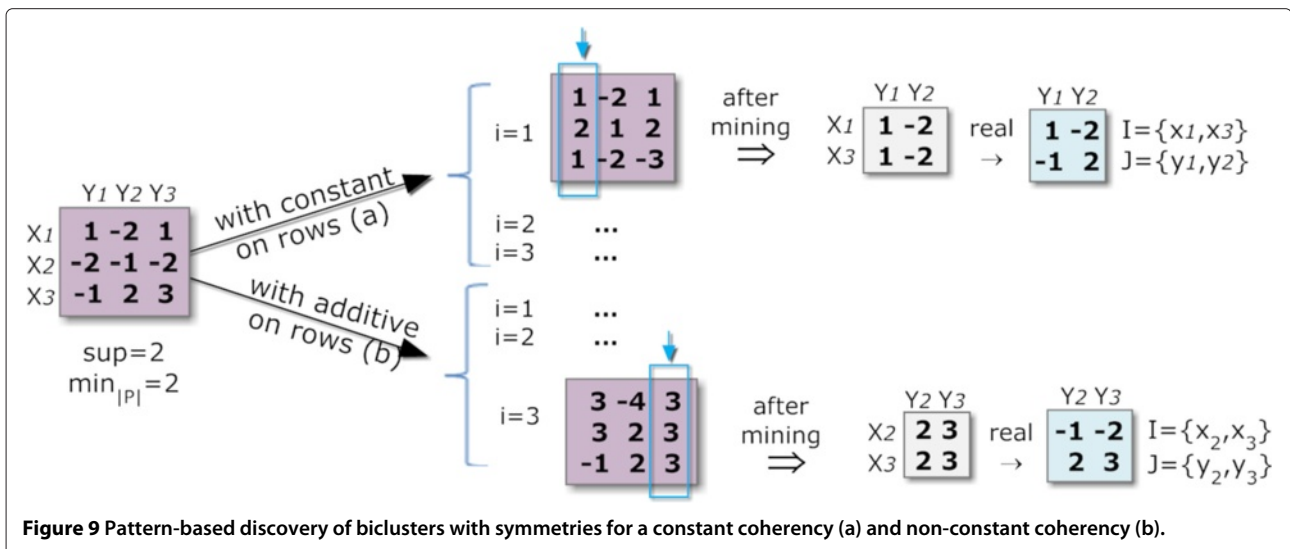 Y1 Y2 Y3
X1 1 -2 1
X2 -2 -1 -2
X3 -1 2 3
sup=2
min|P|=2
with constant
on rows (a)
with additive
on rows (b)
i=1
1 -2 1
2 1 2
1 -2 -3
i=2 ...
i=3 ...
after
mining
⇒
Y1 Y2
X1 1 -2
X3 1 -2
real
→
Y1 Y2
1 -2
-1 2
I={x1,x3}
J={y1,y2}
i=1 ...
i=2 ...
i=3
3 -4 3
3 2 3
-1 2 3
after
mining
⇒
Y2 Y3
X2 2 3
X3 2 3
real
→
Y2 Y3
-1 -2
2 3
I={x2,x3}
J={y2,y3}
Figure 9 Pattern-based discovery of biclusters with symmetries for a constant coherency (a) and non-constant coherency (b).